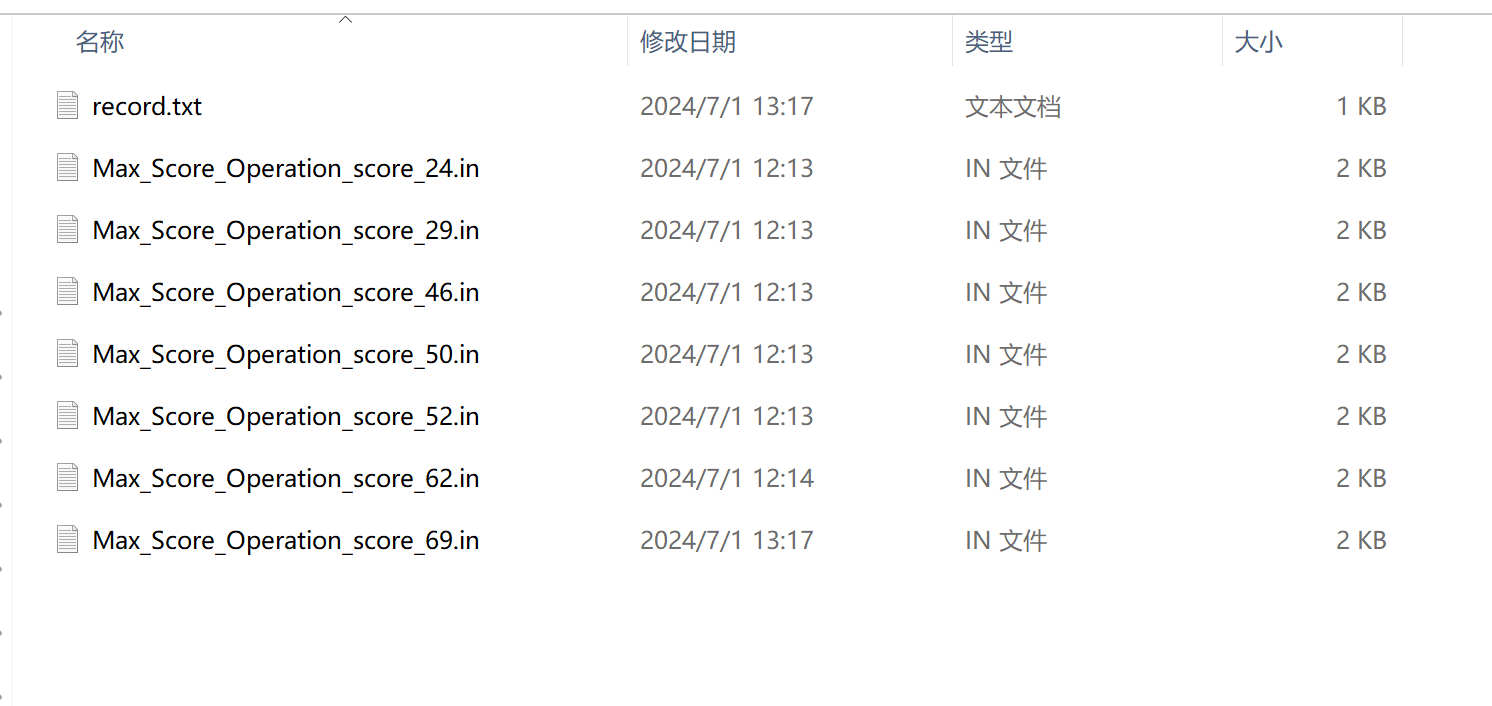 名称 修改日期 类型 大小
record.txt 2024/7/1 13:17 文本文档 1 KB
Max_Score_Operation_score_24.in 2024/7/1 12:13 IN 文件 2 KB
Max_Score_Operation_score_29.in 2024/7/1 12:13 IN 文件 2 KB
Max_Score_Operation_score_46.in 2024/7/1 12:13 IN 文件 2 KB
Max_Score_Operation_score_50.in 2024/7/1 12:13 IN 文件 2 KB
Max_Score_Operation_score_52.in 2024/7/1 12:13 IN 文件 2 KB
Max_Score_Operation_score_62.in 2024/7/1 12:14 IN 文件 2 KB
Max_Score_Operation_score_69.in 2024/7/1 13:17 IN 文件 2 KB